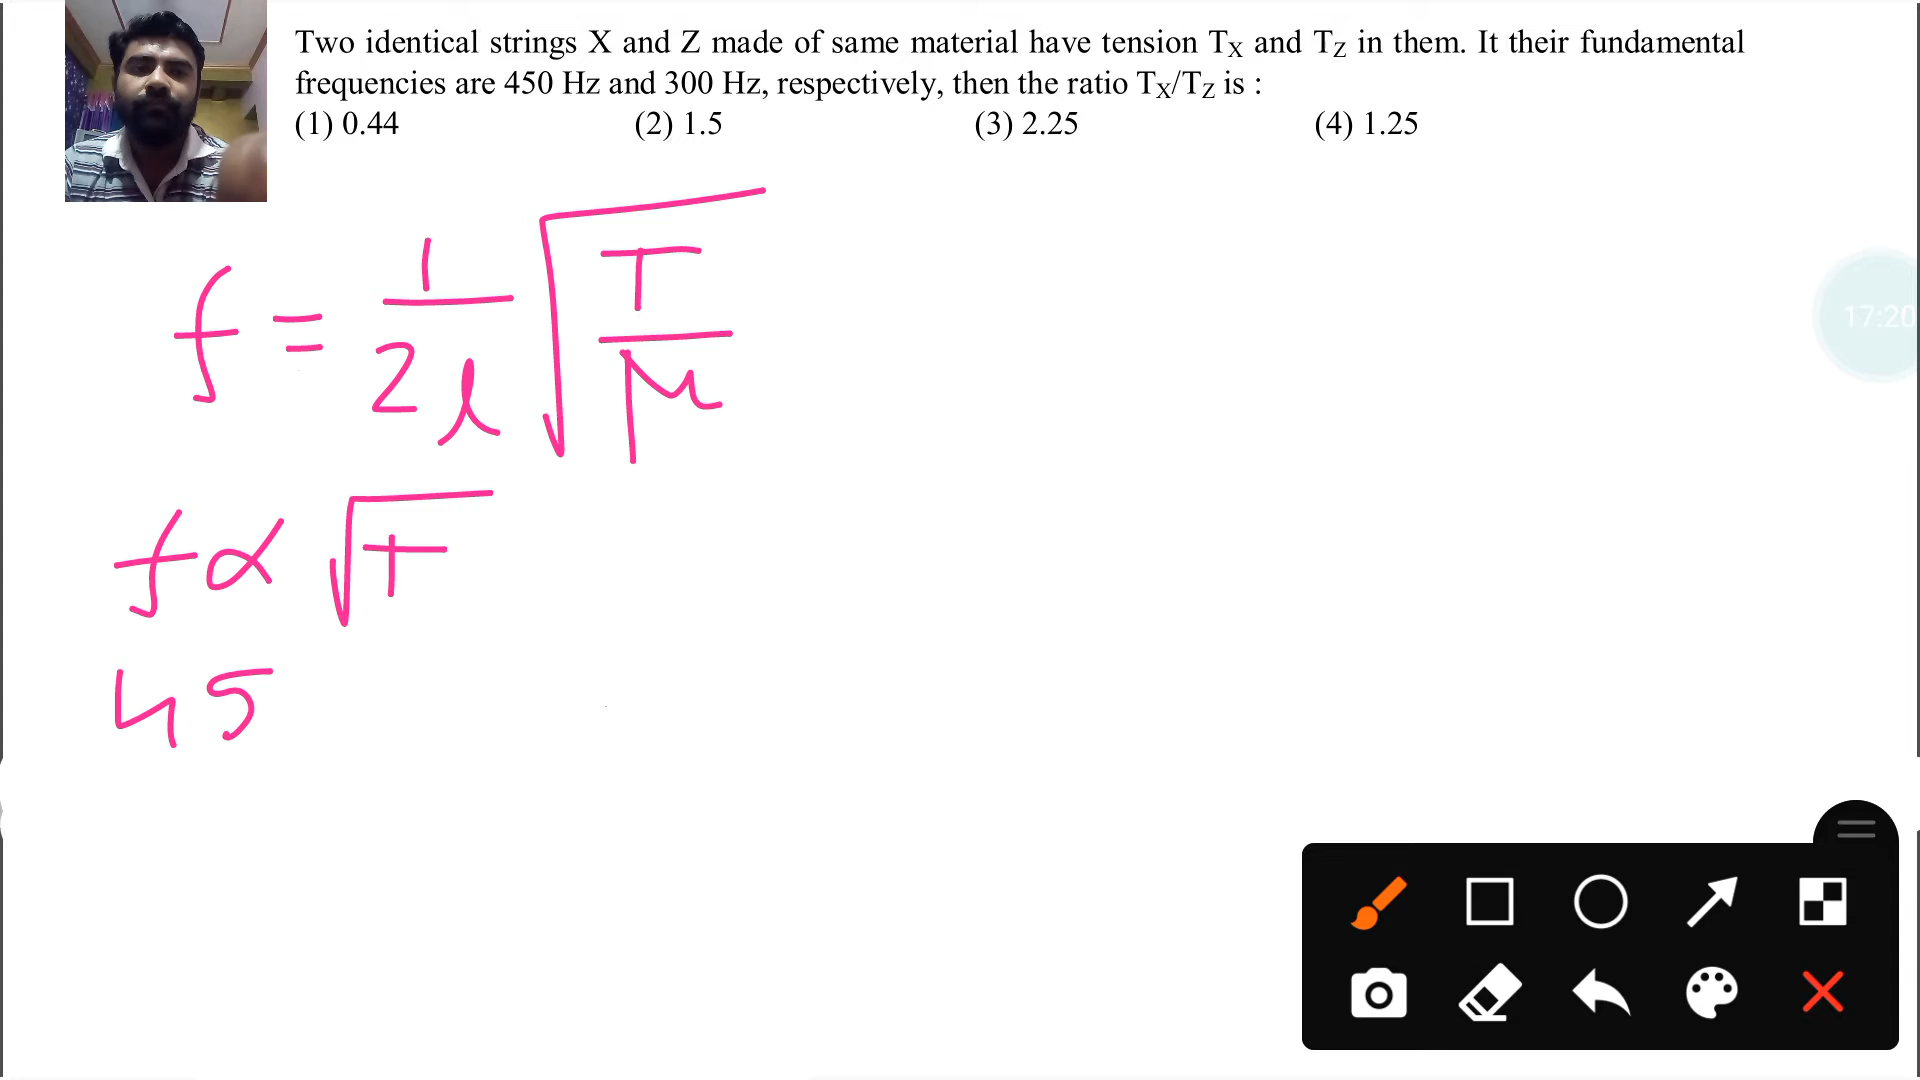 Two identical strings X and Z made of same material have tension T_X and T_Z in them. It their fundamental
frequencies are 450 Hz and 300 Hz, respectively, then the ratio T_X/T_Z is :
(1) 0.44 (2) 1.5 (3) 2.25 (4) 1.25
f = 1/2l √(T/μ)
17:20
f ∝ √T
45